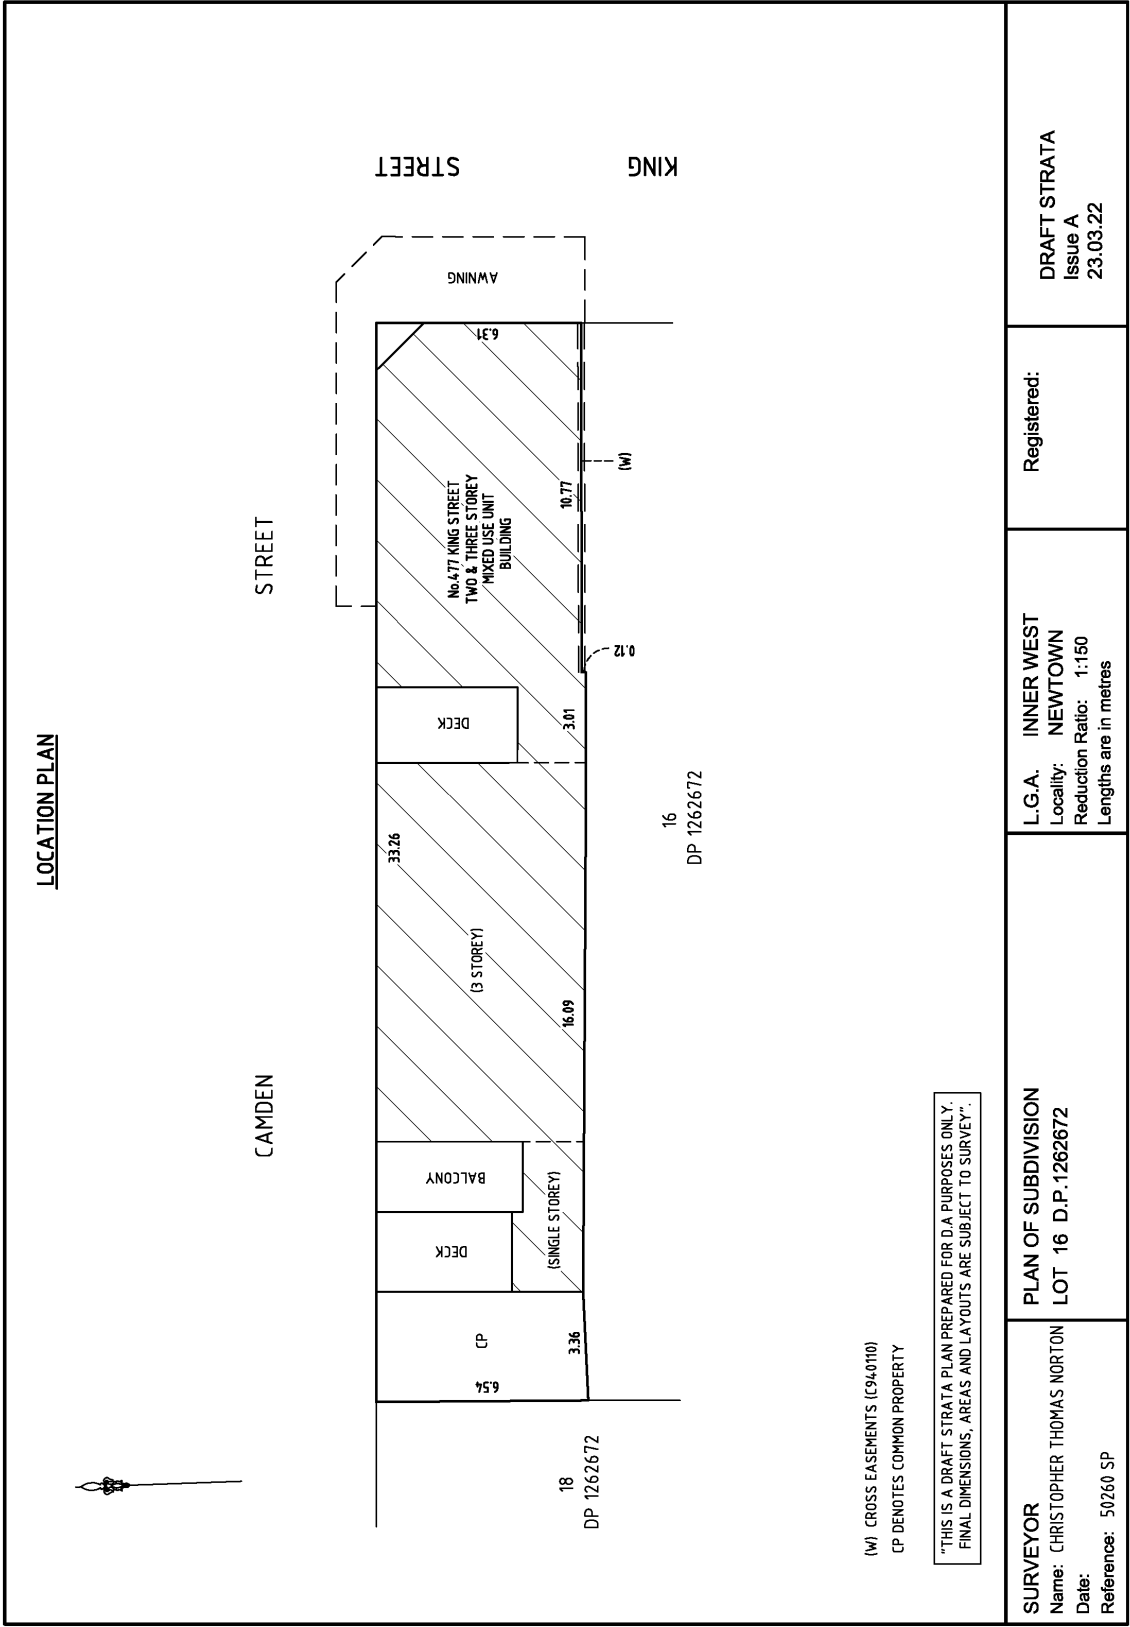 LOCATION PLAN
CAMDEN
STREET
KING
STREET
AWNING
6.31
No.477 KING STREET
TWO & THREE STOREY
MIXED USE UNIT
BUILDING
10.77
(W)
0.12
DECK
3.01
33.26
(3 STOREY)
16.09
BALCONY
DECK
(SINGLE STOREY)
CP
3.36
6.54
16
DP 1262672
18
DP 1262672
(W) CROSS EASEMENTS (C940110)
CP DENOTES COMMON PROPERTY
"THIS IS A DRAFT STRATA PLAN PREPARED FOR D.A PURPOSES ONLY.
FINAL DIMENSIONS, AREAS AND LAYOUTS ARE SUBJECT TO SURVEY".
SURVEYOR
Name: CHRISTOPHER THOMAS NORTON
Date:
Reference: 50260 SP
PLAN OF SUBDIVISION
LOT 16 D.P.1262672
L.G.A. INNER WEST
Locality: NEWTOWN
Reduction Ratio: 1:150
Lengths are in metres
Registered:
DRAFT STRATA
Issue A
23.03.22